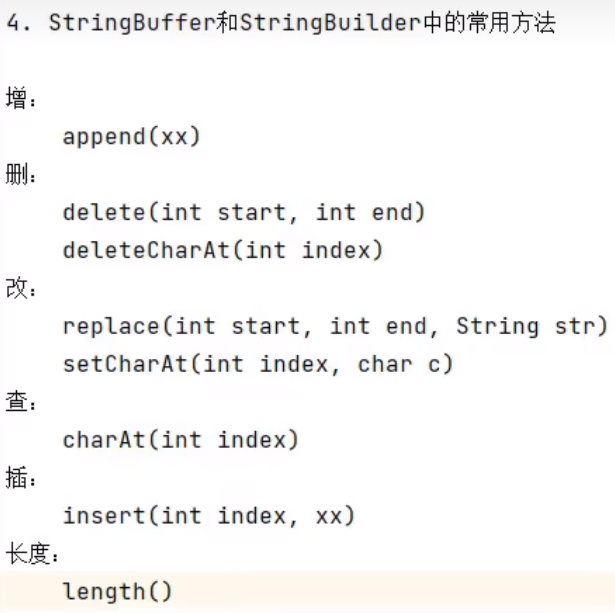 4. StringBuffer和StringBuilder中的常用方法
增：
append(xx)
删：
delete(int start, int end)
deleteCharAt(int index)
改：
replace(int start, int end, String str)
setCharAt(int index, char c)
查：
charAt(int index)
插：
insert(int index, xx)
长度：
length()